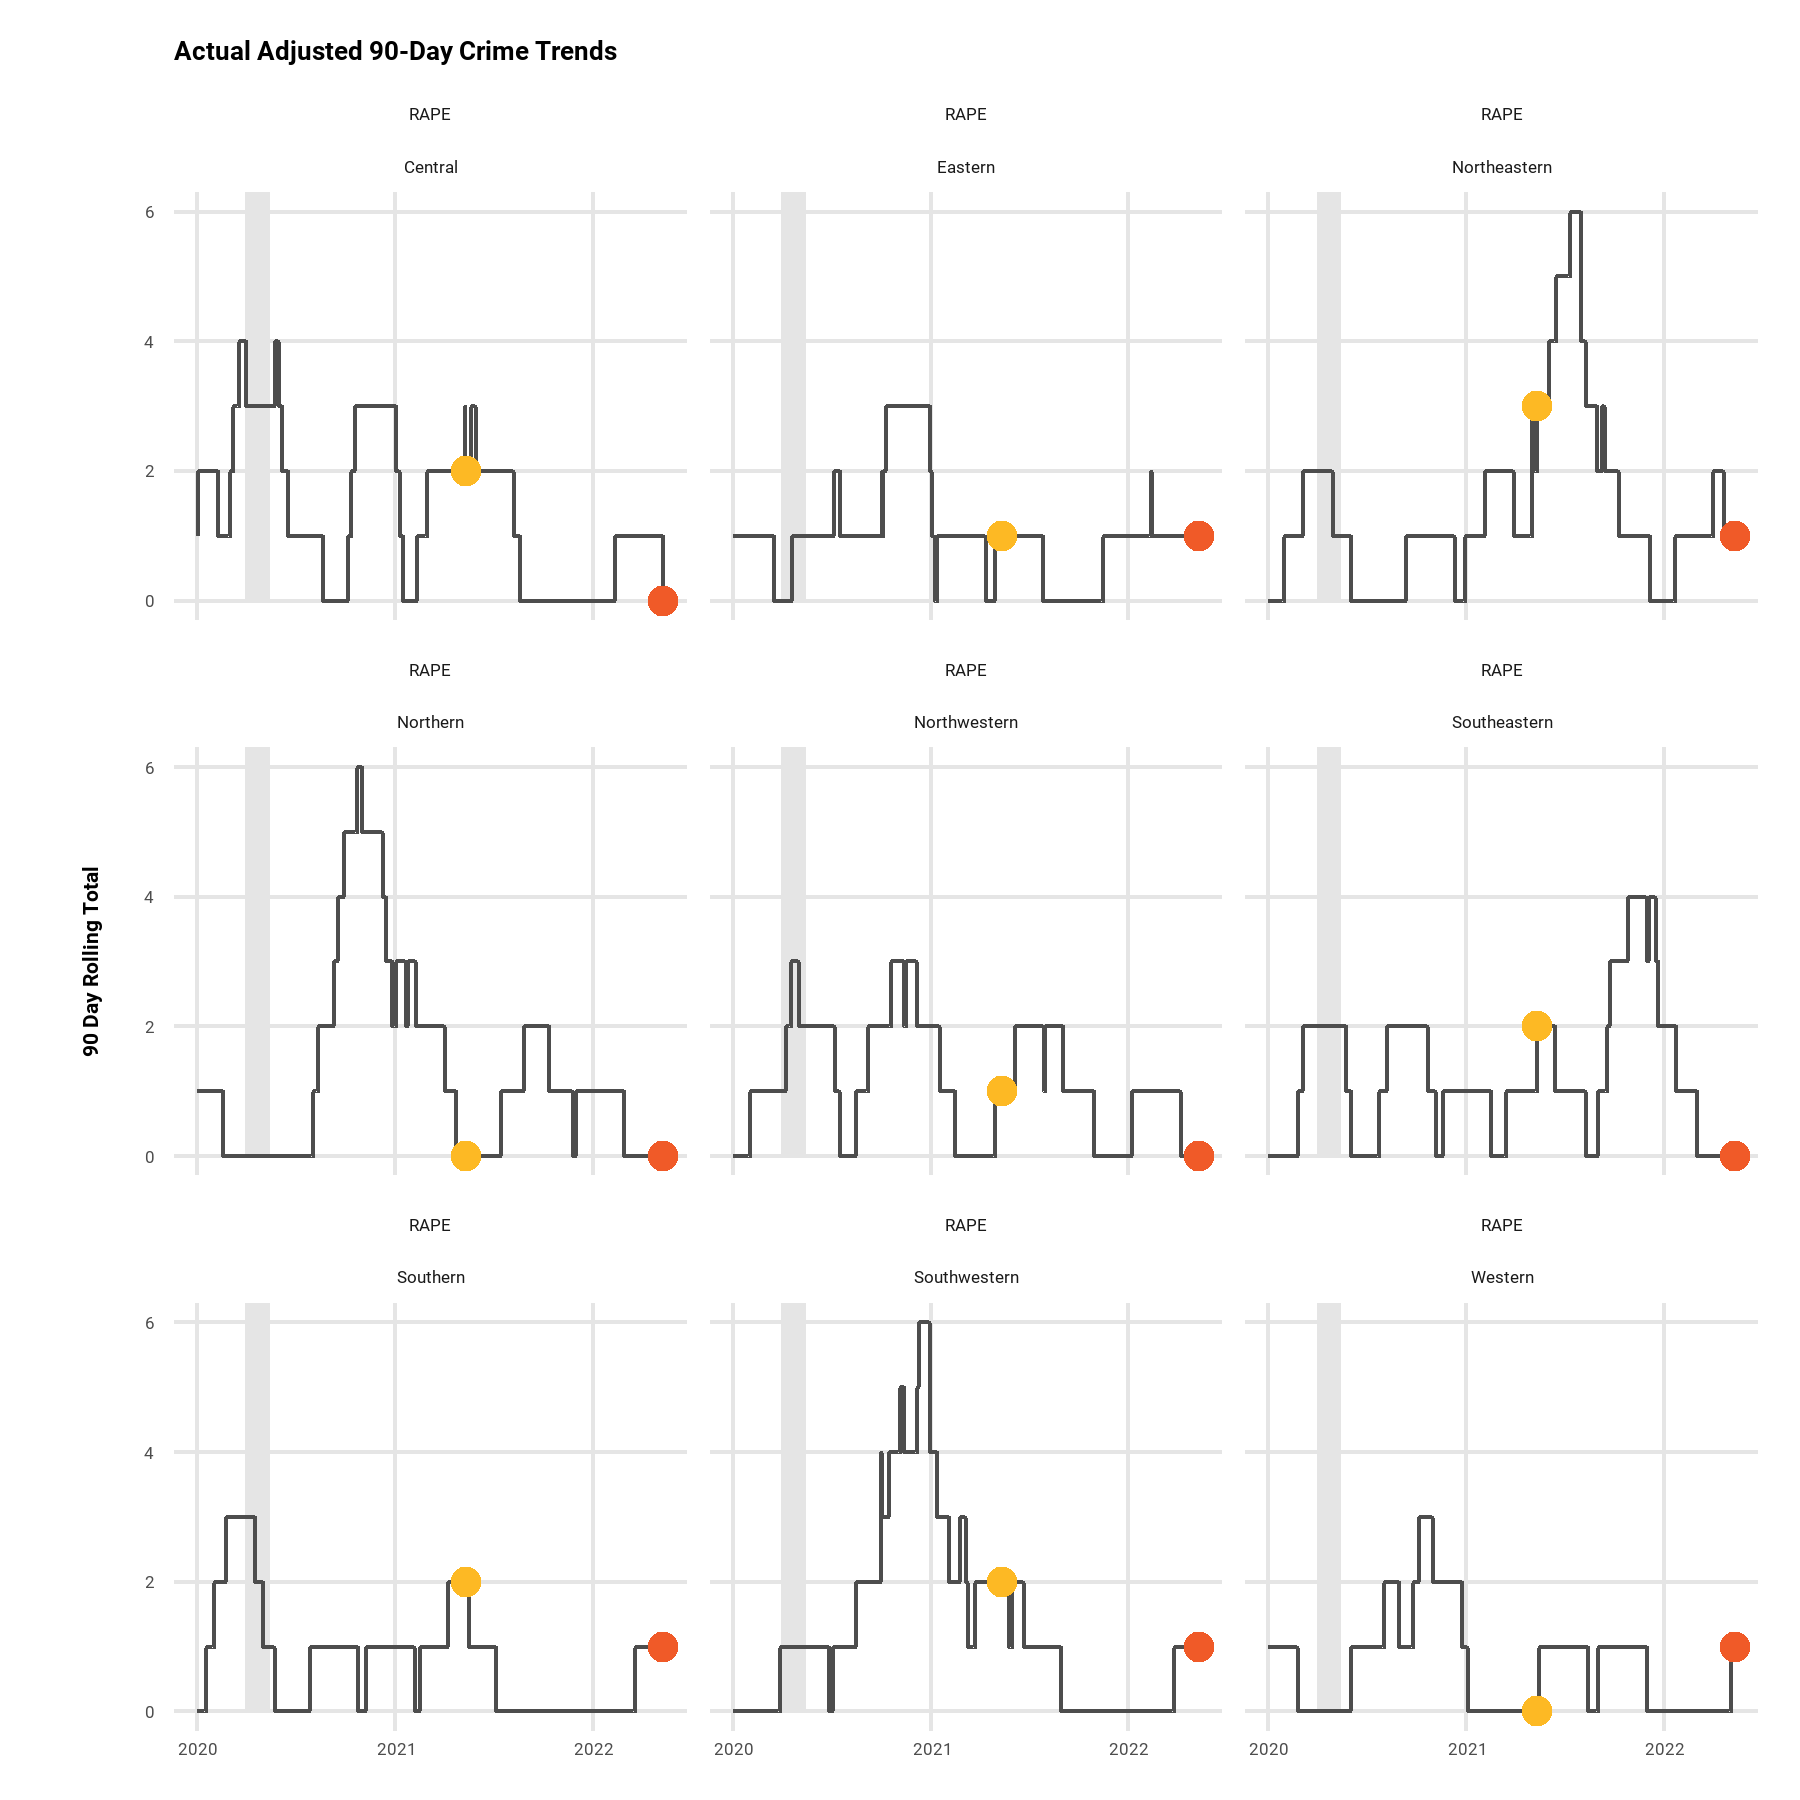 Actual Adjusted 90-Day Crime Trends
RAPE
RAPE
RAPE
Central
Eastern
Northeastern
6
4
2
0
RAPE
RAPE
RAPE
Northern
Northwestern
Southeastern
6
4
2
0
90 Day Rolling Total
RAPE
RAPE
RAPE
Southern
Southwestern
Western
6
4
2
0
2020
2021
2022
2020
2021
2022
2020
2021
2022